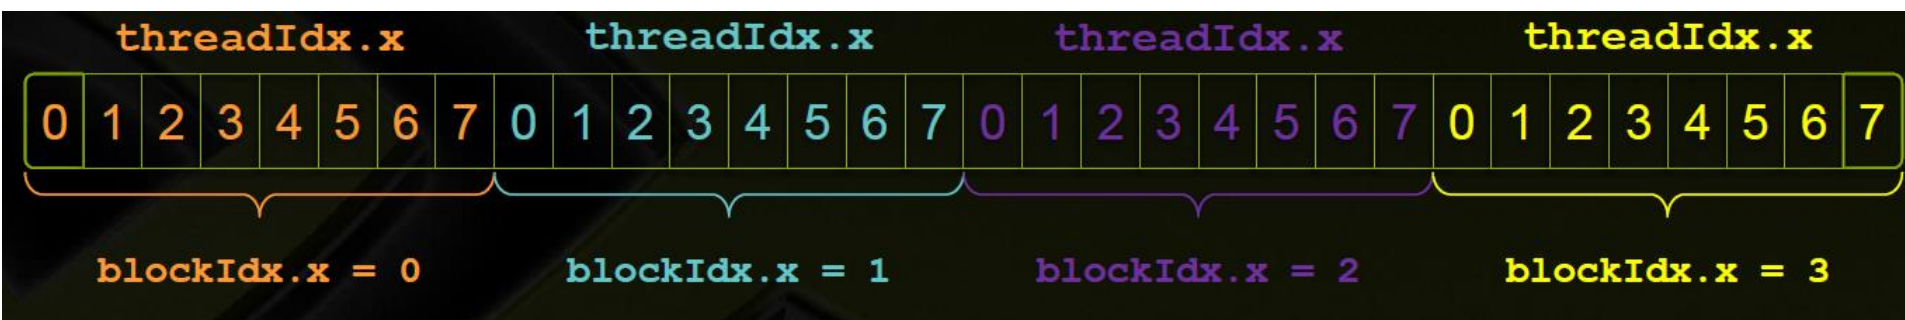 threadIdx.x threadIdx.x threadIdx.x threadIdx.x
0 1 2 3 4 5 6 7 0 1 2 3 4 5 6 7 0 1 2 3 4 5 6 7 0 1 2 3 4 5 6 7
blockIdx.x = 0 blockIdx.x = 1 blockIdx.x = 2 blockIdx.x = 3